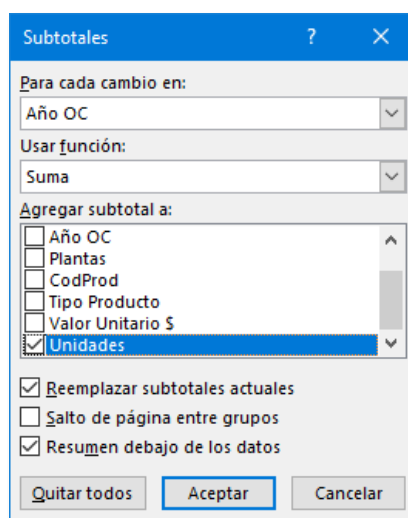 Subtotales ?
Para cada cambio en:
Año OC
Usar función:
Suma
Agregar subtotal a:
Año OC
Plantas
CodProd
Tipo Producto
Valor Unitario $
Unidades
Reemplazar subtotales actuales
Salto de página entre grupos
Resumen debajo de los datos
Quitar todos Aceptar Cancelar